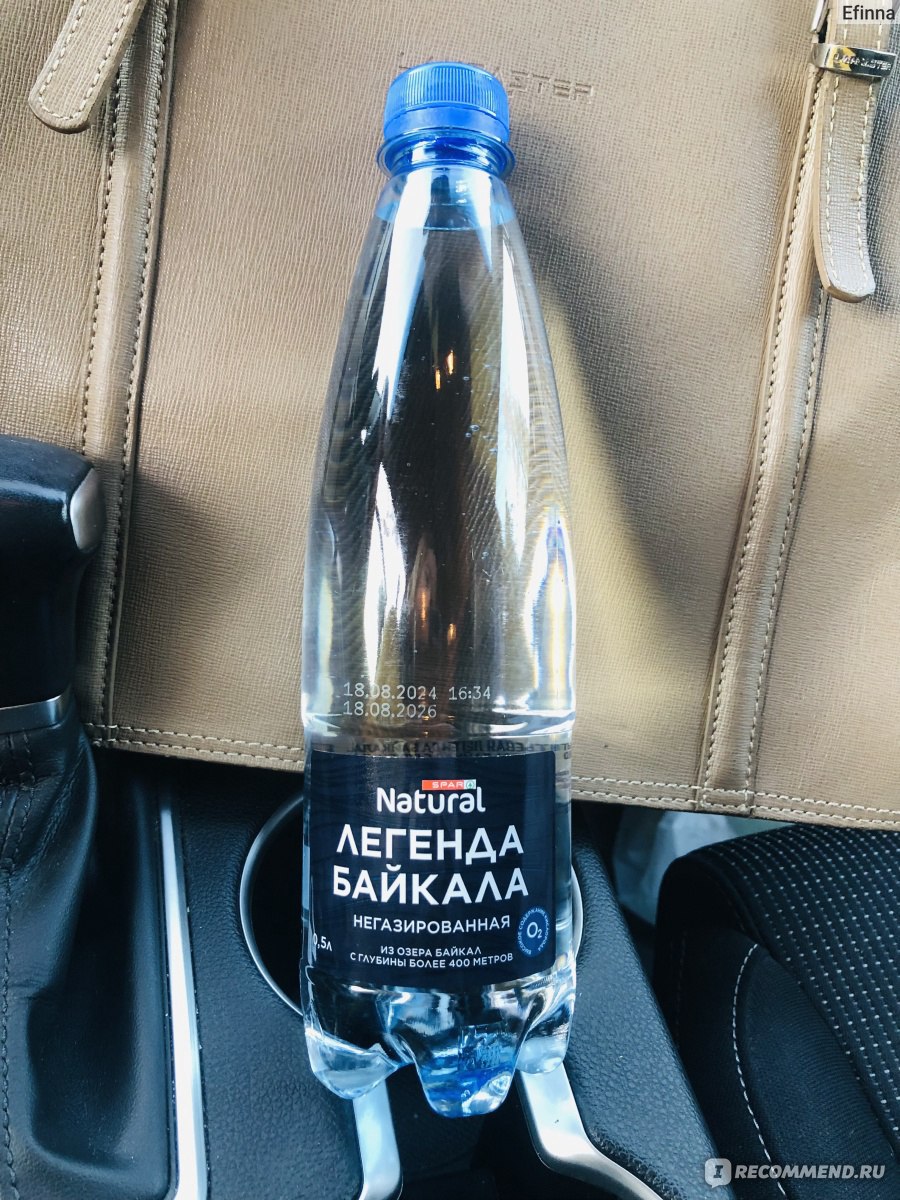 Efinna
18.08.2024 16:34
18.08.2026
SPAR
Natural
ЛЕГЕНДА
БАЙКАЛА
НЕГАЗИРОВАННАЯ
O₂
0,5л
ИЗ ОЗЕРА БАЙКАЛ
С ГЛУБИНЫ БОЛЕЕ 400 МЕТРОВ
IRECOMMEND.RU